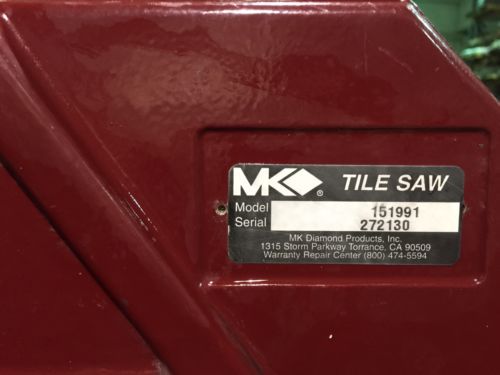 MK ® TILE SAW
Model 151991
Serial 272130
MK Diamond Products, Inc.
1315 Storm Parkway Torrance, CA 90509
Warranty Repair Center (800) 474-5594